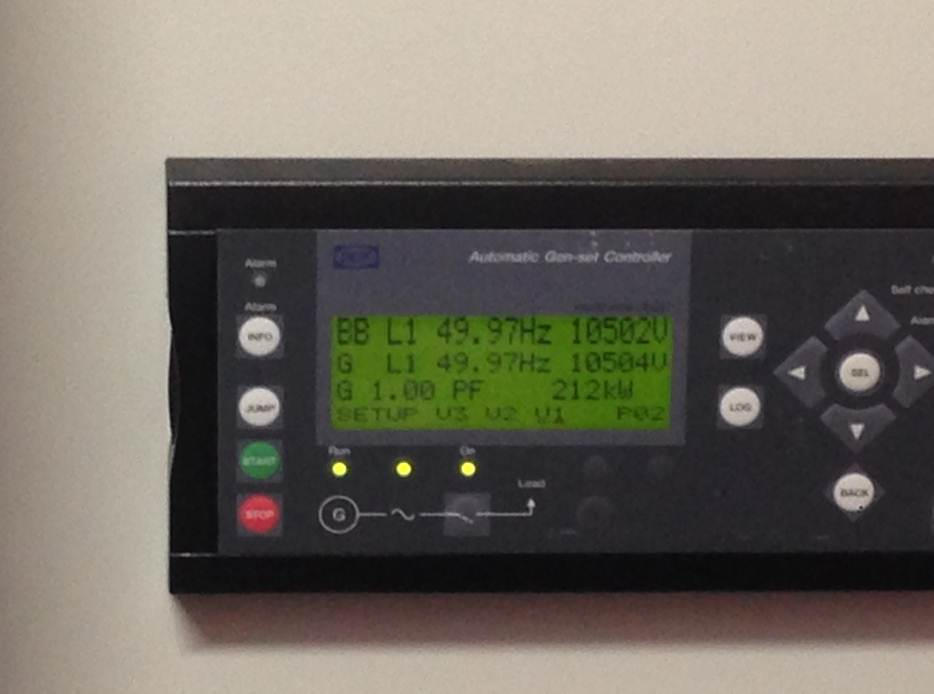 Automatic Gen-set Controller
Alarm
Alarm
INFO
JUMP
START
STOP
BB L1 49.97Hz 10502V
G L1 49.97Hz 10504V
G 1.00 PF 212kW
SETUP V3 V2 V1 P02
Run
On
Load
G
VIEW
LOG
SEL
BACK
Self